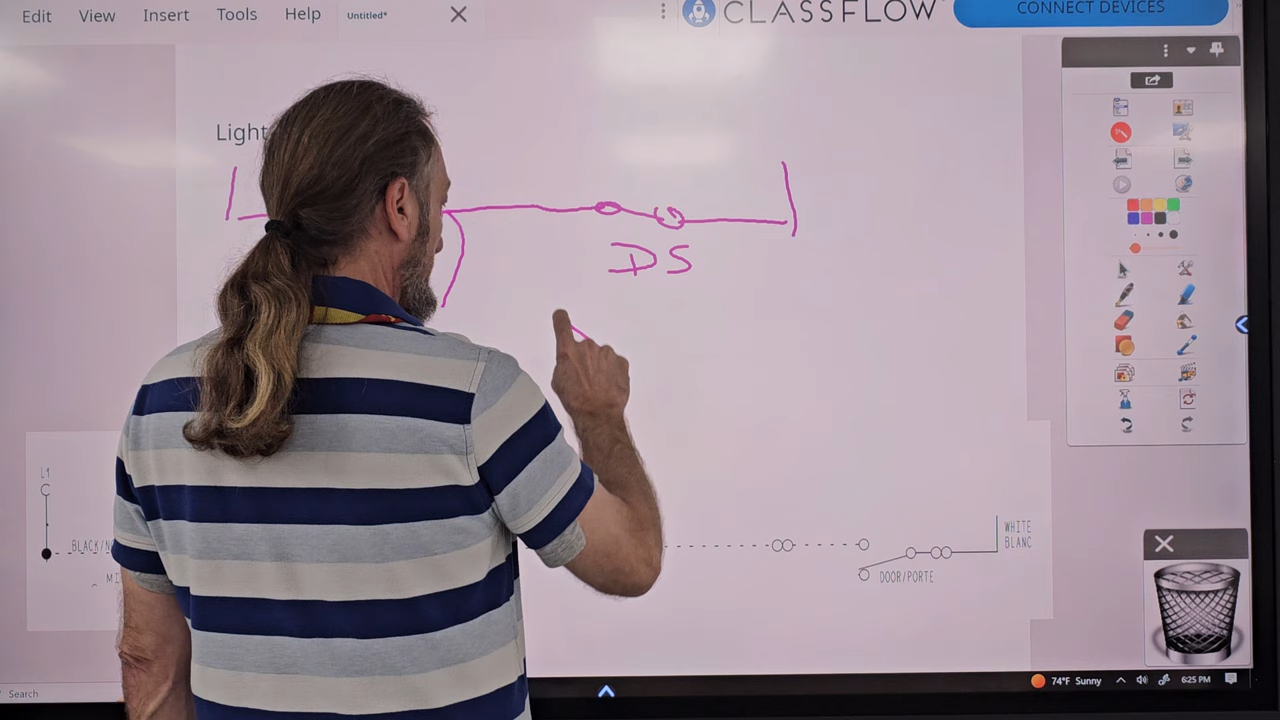 Edit View Insert Tools Help Untitled*
CLASSFLOW
CONNECT DEVICES
Light
DS
L1
BLACK/N
WHITE
BLANC
DOOR/PORTE
Search
74°F Sunny
6:25 PM